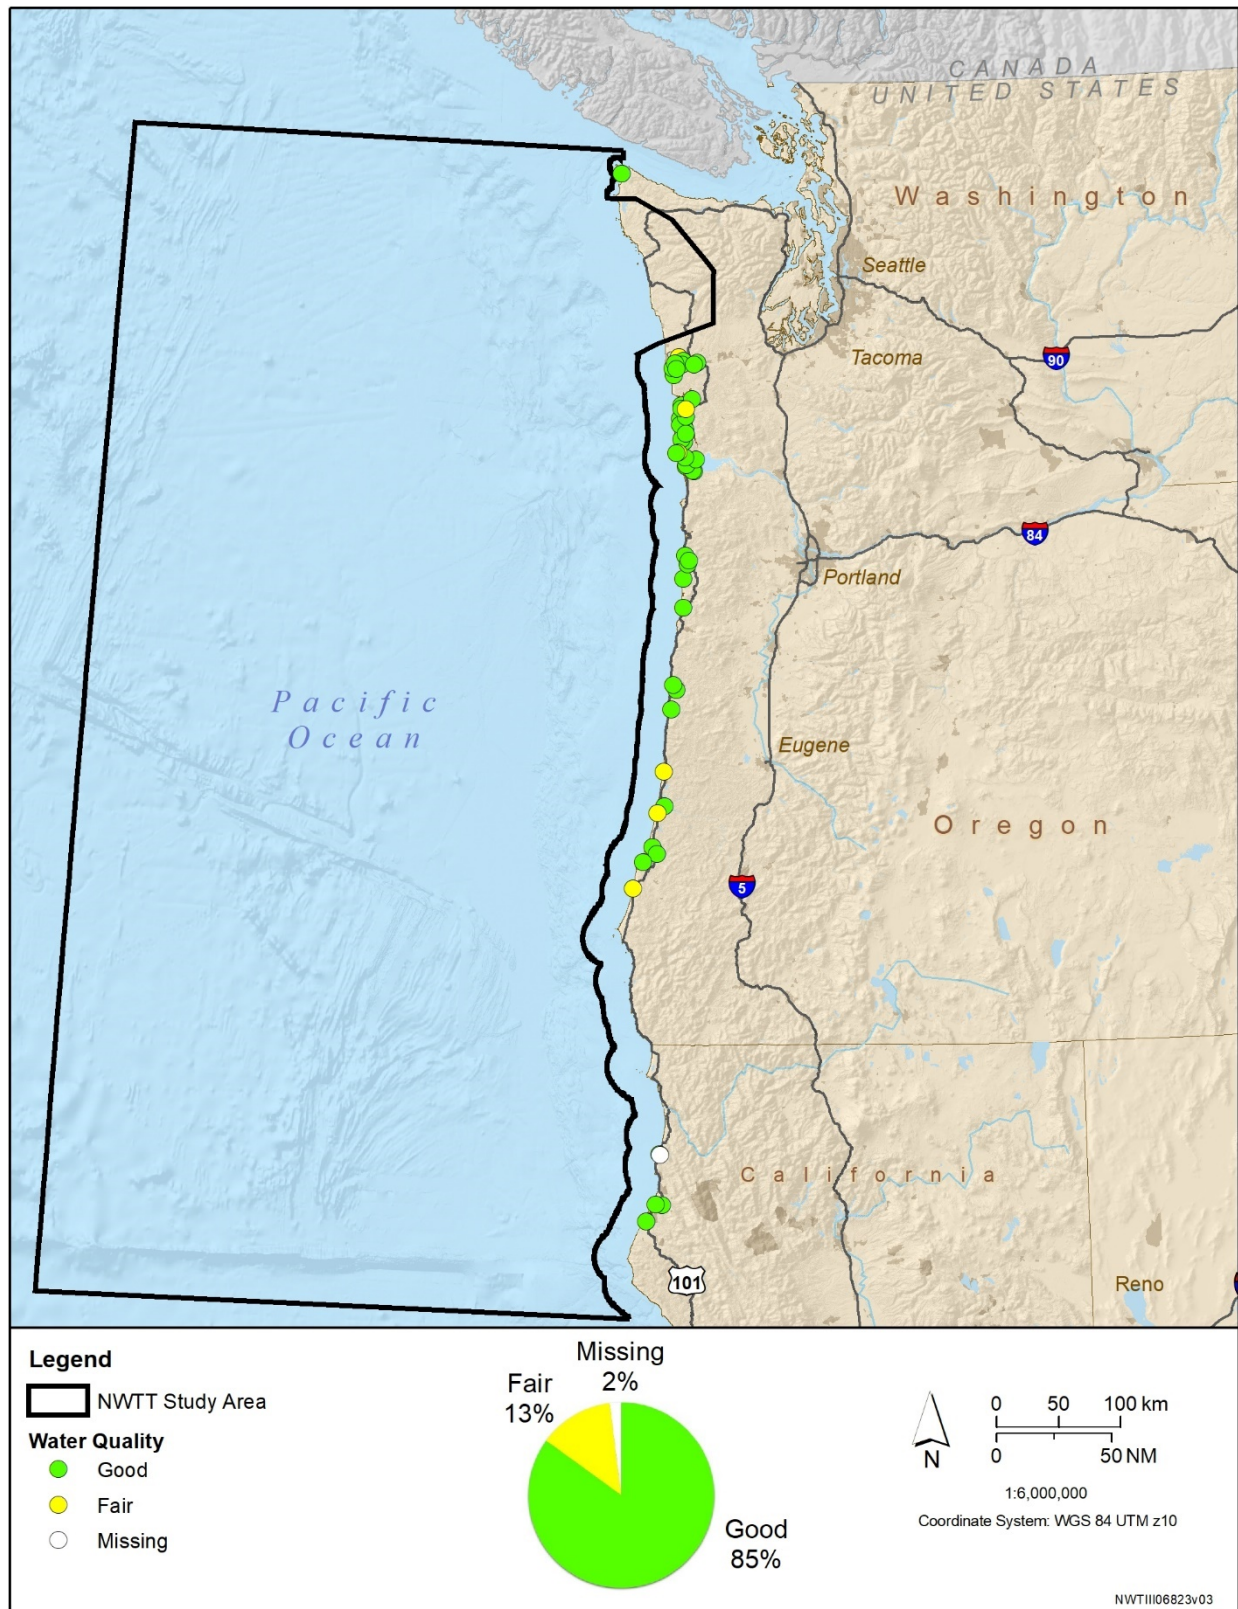 CANADA
UNITED STATES
Washington
Seattle
Tacoma
90
84
Portland
Pacific
Ocean
Eugene
Oregon
5
California
101
Reno
Legend
NWTT Study Area
Water Quality
Good
Fair
Missing
Missing
2%
Fair
13%
Good
85%
N
0 50 100 km
0 50 NM
1:6,000,000
Coordinate System: WGS 84 UTM z10
NWTIII06823v03